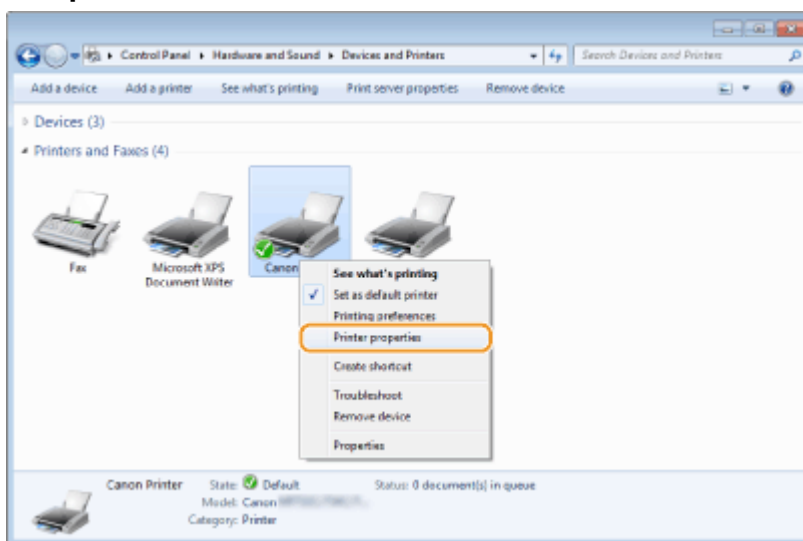 Control Panel ▸ Hardware and Sound ▸ Devices and Printers
Search Devices and Printers
Add a device Add a printer See what's printing Print server properties Remove device
Devices (3)
Printers and Faxes (4)
Fax
Microsoft XPS
Document Writer
Canon
See what's printing
Set as default printer
Printing preferences
Printer properties
Create shortcut
Troubleshoot
Remove device
Properties
Canon Printer State: Default Status: 0 document(s) in queue
Model: Canon
Category: Printer